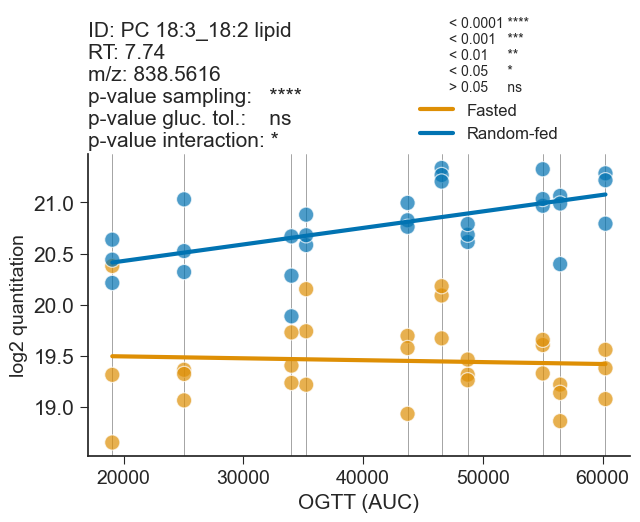 ID: PC 18:3_18:2 lipid
RT: 7.74
m/z: 838.5616
p-value sampling: ****
p-value gluc. tol.: ns
p-value interaction: *
< 0.0001 ****
< 0.001 ***
< 0.01 **
< 0.05 *
> 0.05 ns
Fasted
Random-fed
log2 quantitation
21.0
20.5
20.0
19.5
19.0
20000 30000 40000 50000 60000
OGTT (AUC)